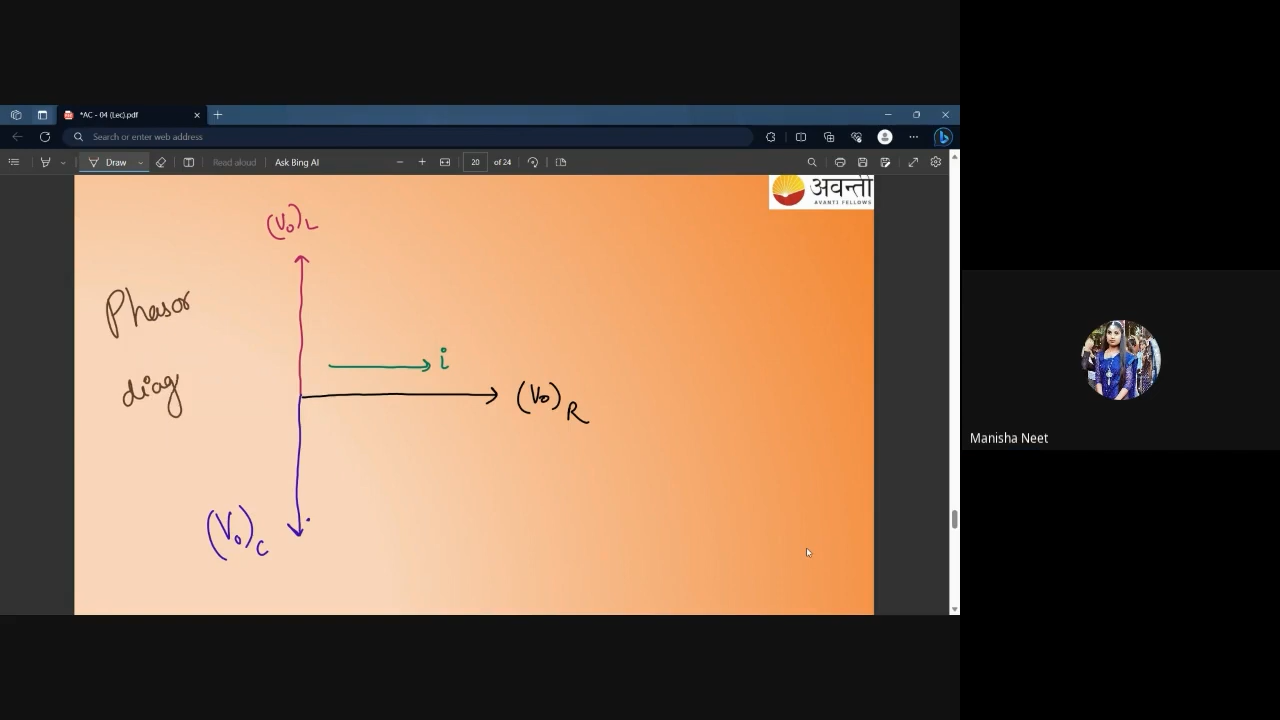 *AC - 04 (Lec).pdf
Search or enter web address
Draw
Read aloud
Ask Bing AI
20
of 24
अवन्ती
AVANTI FELLOWS
(V₀)L
Phasor
diag
i
(V₀)R
(V₀)C
Manisha Neet